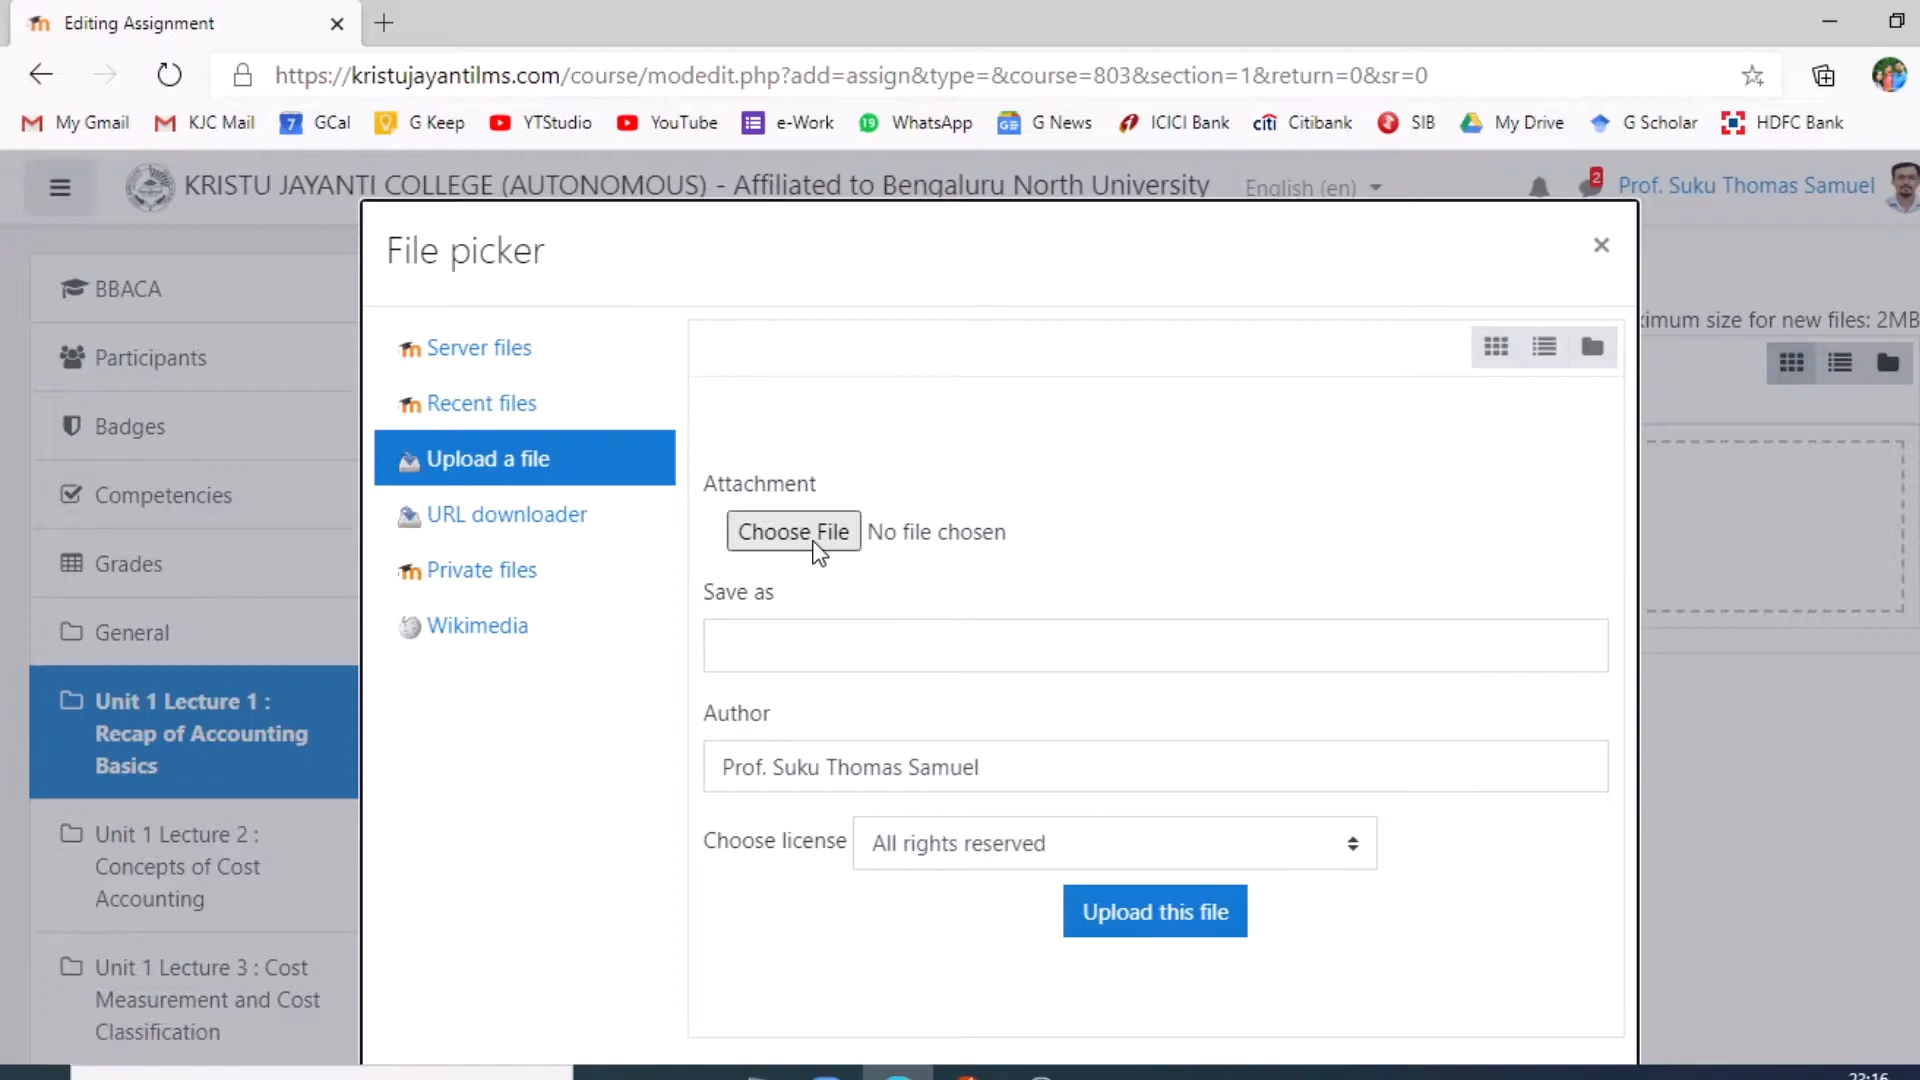 Editing Assignment
https://kristujayantilms.com/course/modedit.php?add=assign&type=&course=803&section=1&return=0&sr=0
My Gmail KJC Mail 7 GCal G Keep YTStudio YouTube e-Work 19 WhatsApp G News ICICI Bank citi Citibank SIB My Drive G Scholar HDFC Bank
KRISTU JAYANTI COLLEGE (AUTONOMOUS) - Affiliated to Bengaluru North University English (en) 2 Prof. Suku Thomas Samuel
File picker
BBACA
Participants
Badges
Competencies
Grades
General
Unit 1 Lecture 1 :
Recap of Accounting
Basics
Unit 1 Lecture 2 :
Concepts of Cost
Accounting
Unit 1 Lecture 3 : Cost
Measurement and Cost
Classification
Server files
Recent files
Upload a file
URL downloader
Private files
Wikimedia
Attachment
Choose File No file chosen
Save as
Author
Prof. Suku Thomas Samuel
Choose license All rights reserved
Upload this file
size for new files: 2MB
23:16